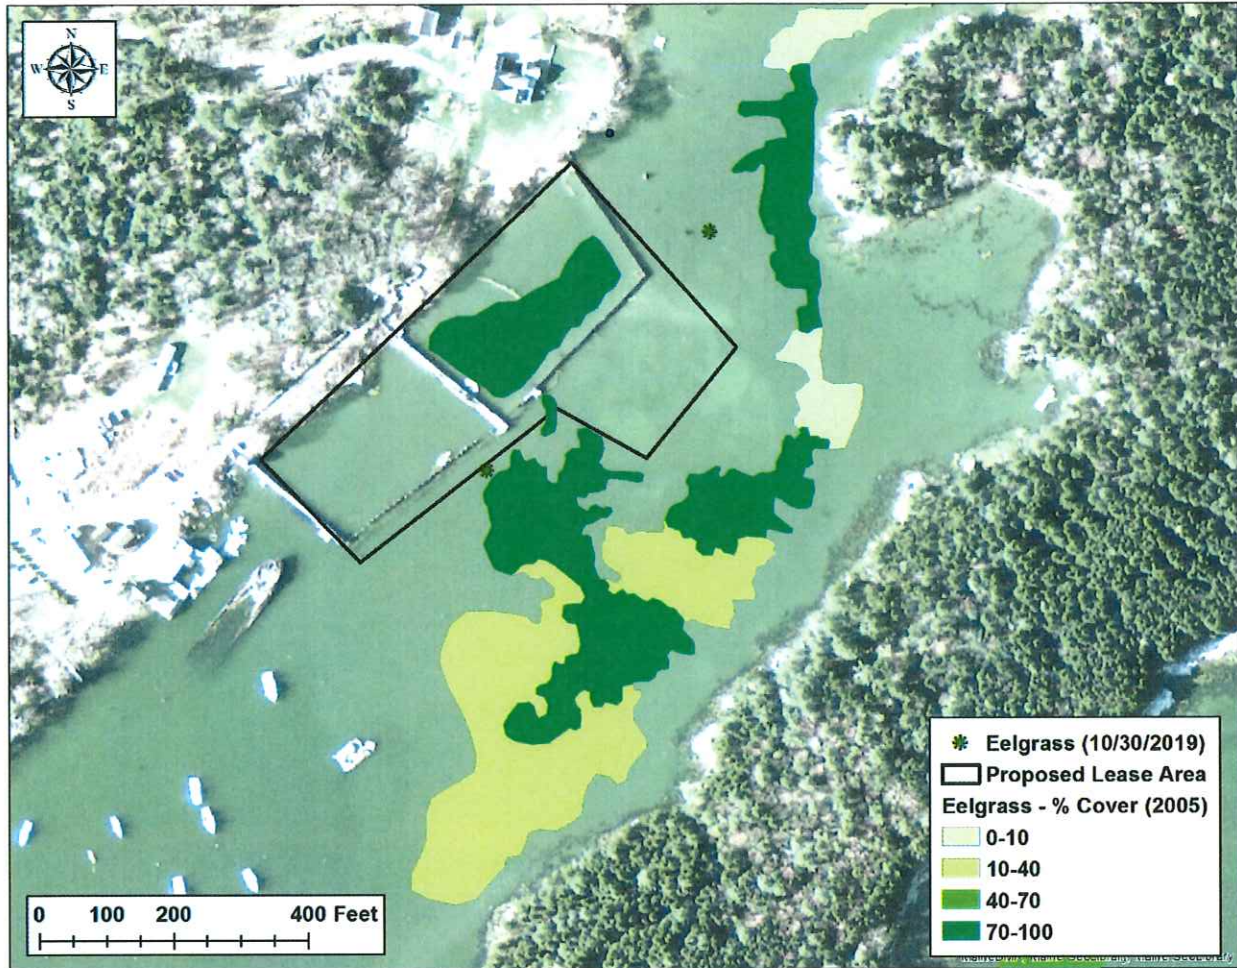 N
W E
S
Eelgrass (10/30/2019)
Proposed Lease Area
Eelgrass - % Cover (2005)
0-10
10-40
40-70
70-100
0 100 200 400 Feet